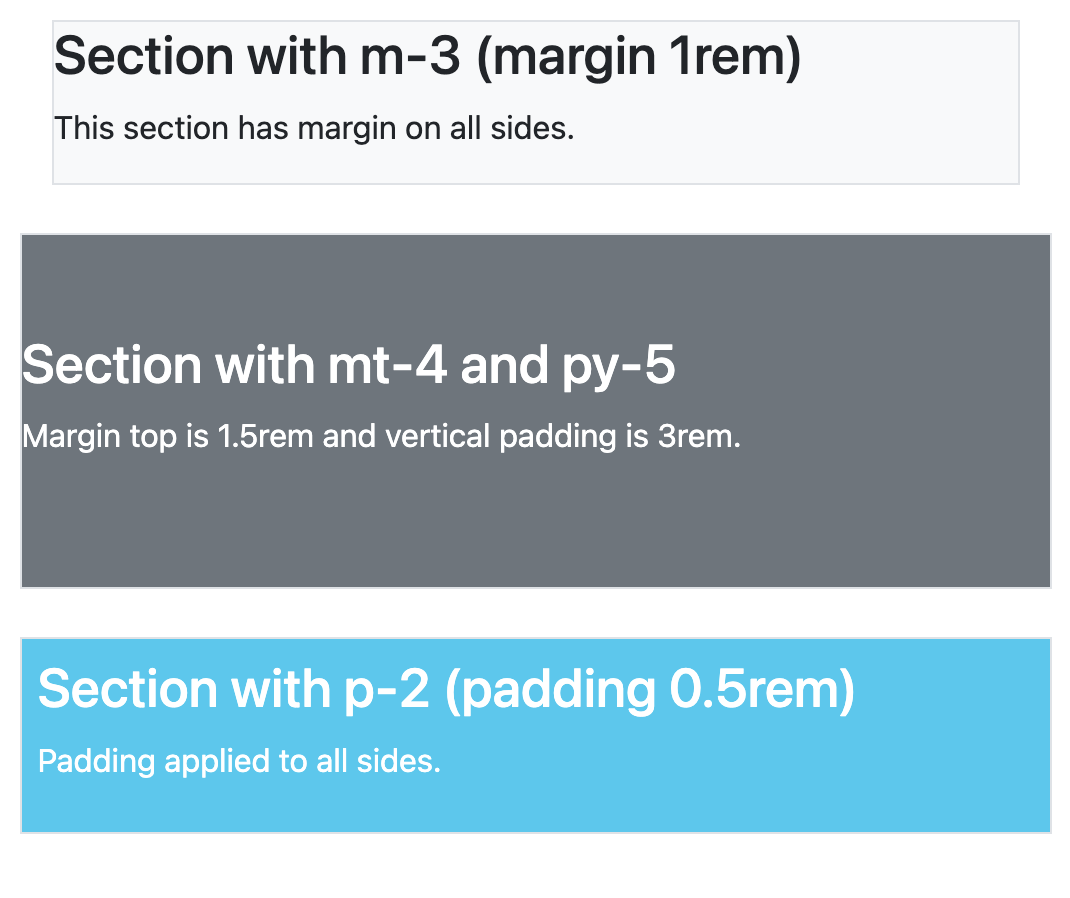 Section with m-3 (margin 1rem)
This section has margin on all sides.
Section with mt-4 and py-5
Margin top is 1.5rem and vertical padding is 3rem.
Section with p-2 (padding 0.5rem)
Padding applied to all sides.